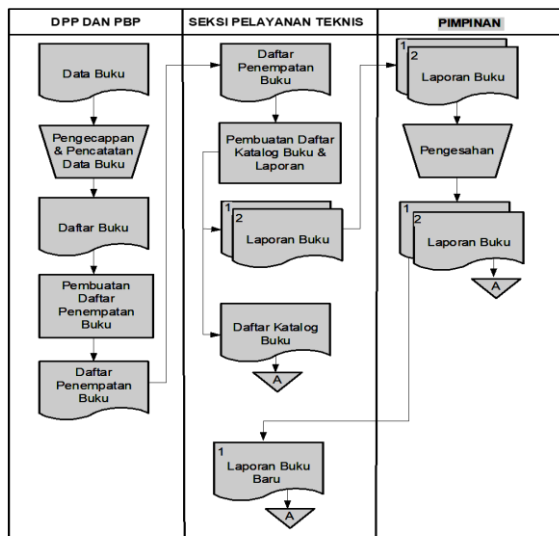 DPP DAN PBP
SEKSI PELAYANAN TEKNIS
PIMPINAN
Data Buku
Pengecappan
& Pencatatan
Data Buku
Daftar Buku
Pembuatan
Daftar
Penempatan
Buku
Daftar
Penempatan
Buku
Daftar
Penempatan
Buku
Pembuatan Daftar
Katalog Buku &
Laporan
1
2
Laporan Buku
Daftar Katalog
Buku
A
1
Laporan Buku
Baru
A
1
2
Laporan Buku
Pengesahan
1
2
Laporan Buku
A